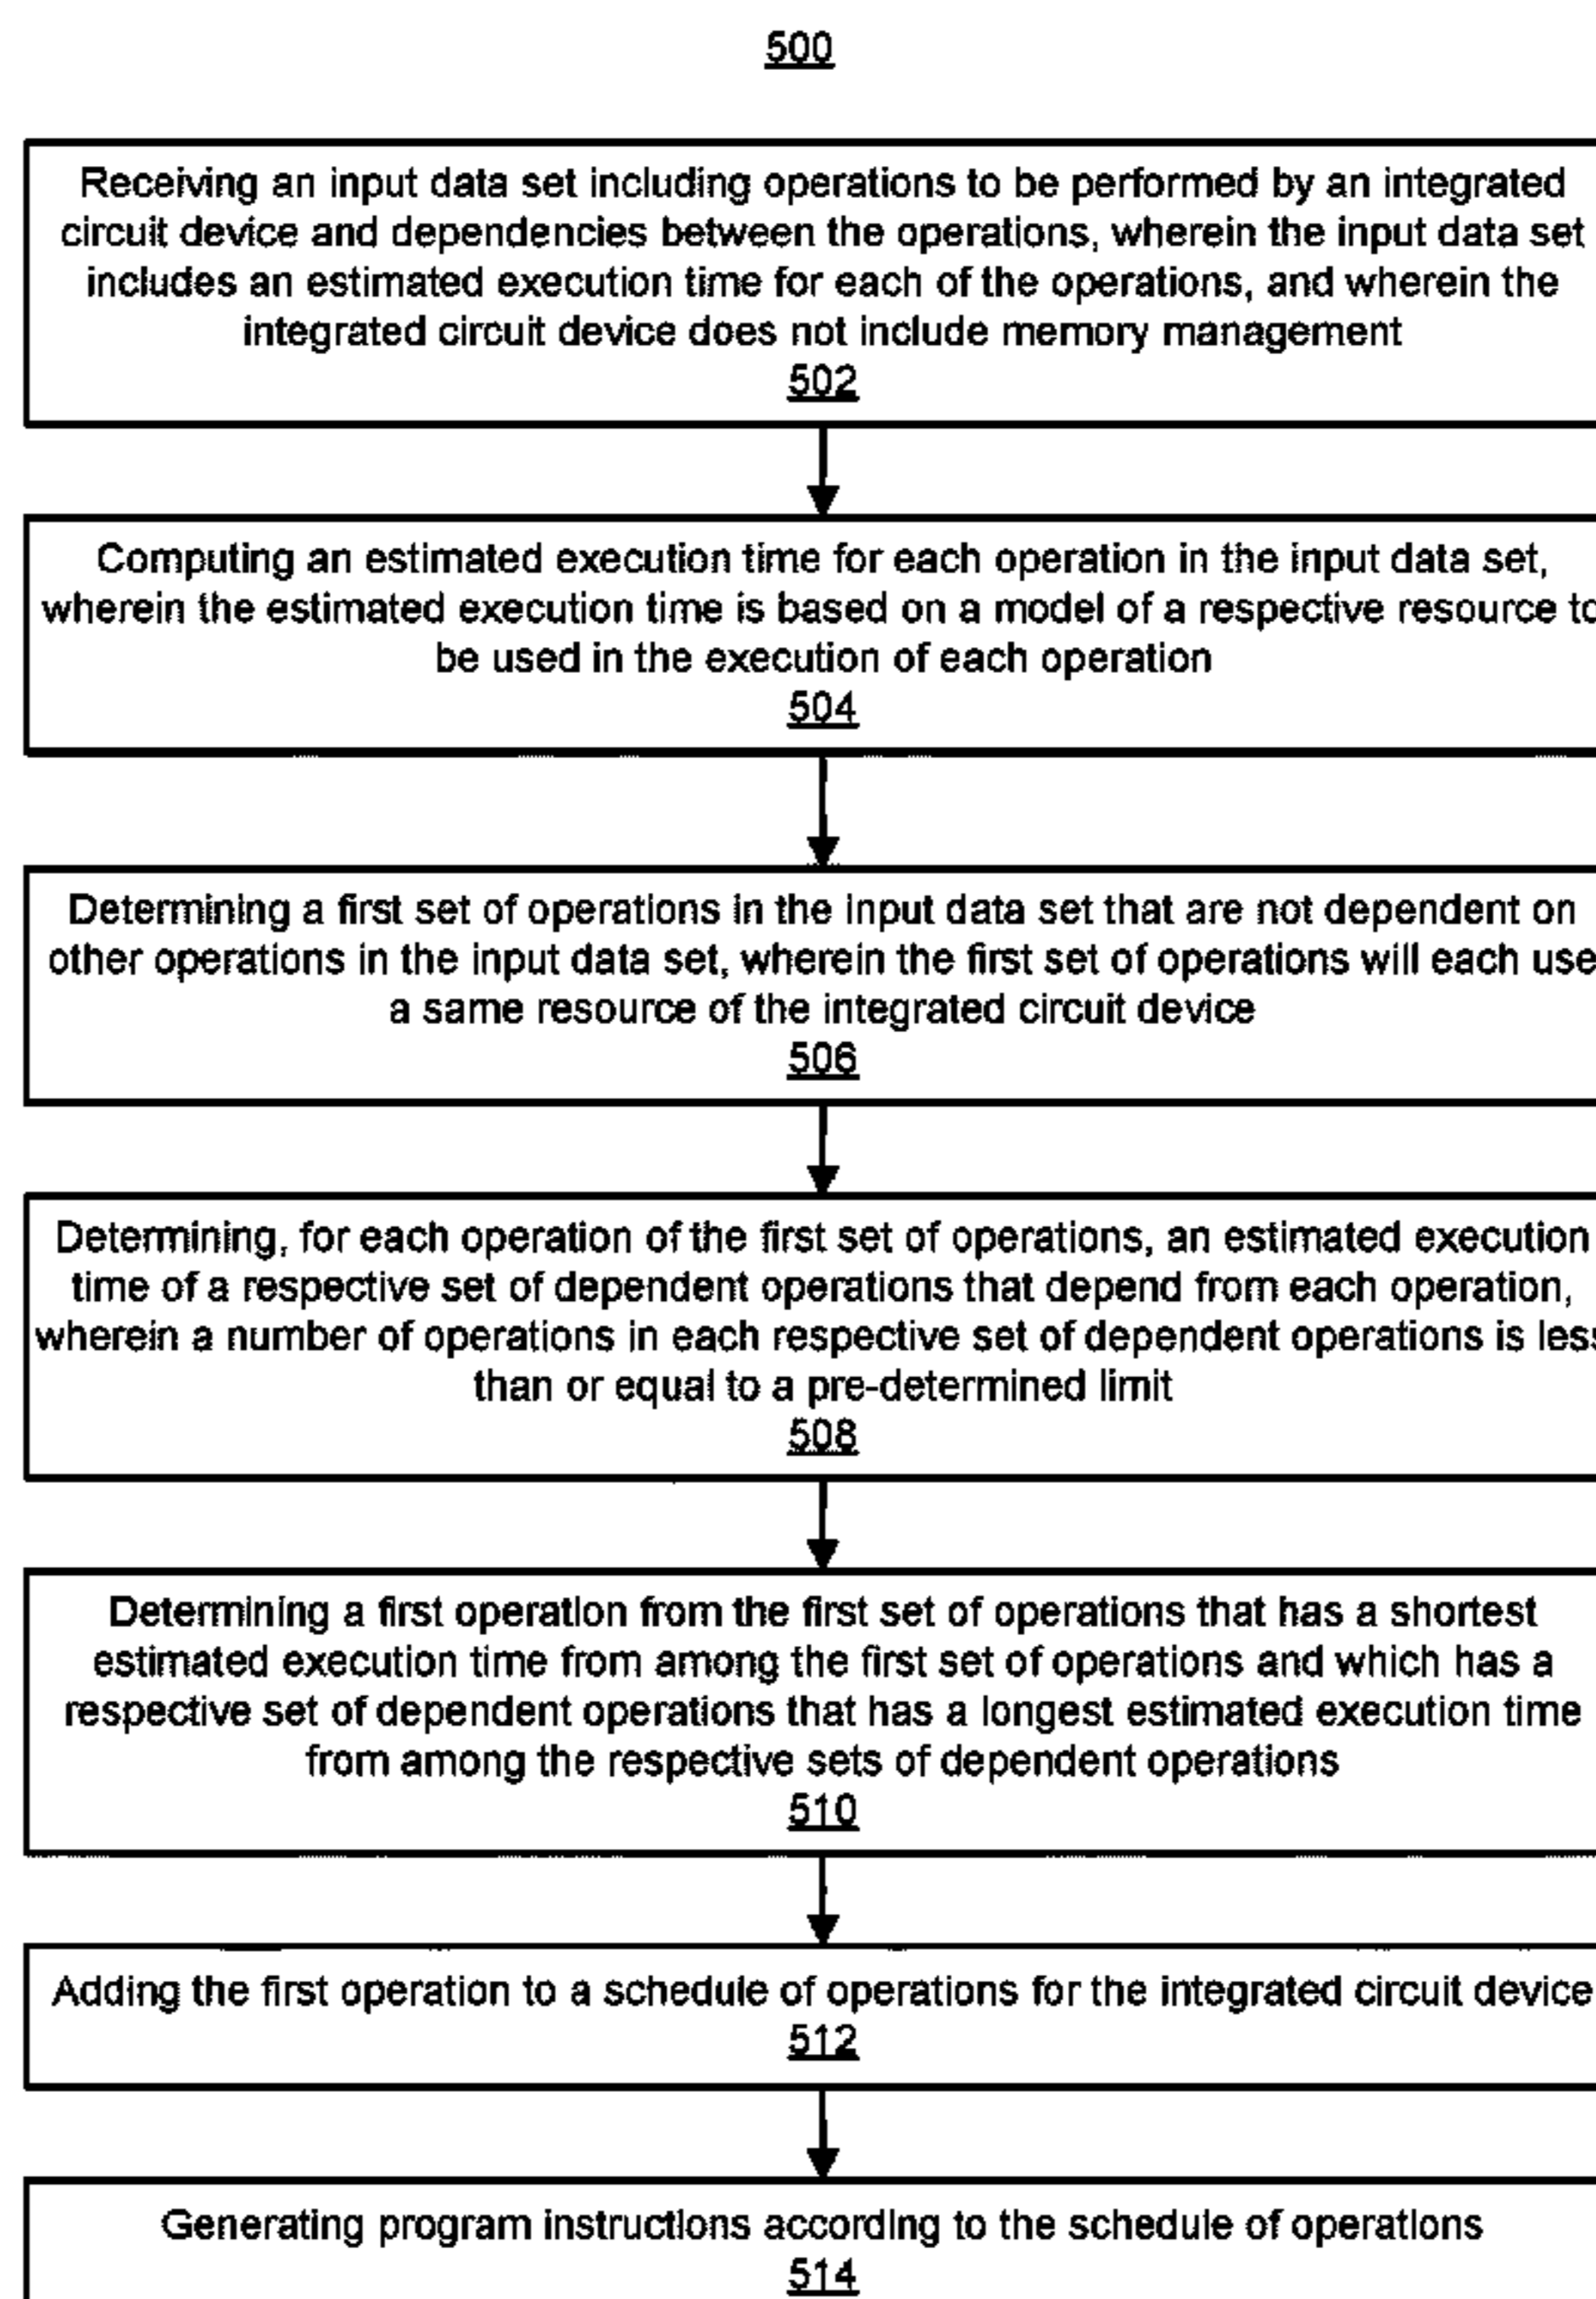 500
Receiving an input data set including operations to be performed by an integrated
circuit device and dependencies between the operations, wherein the input data set
includes an estimated execution time for each of the operations, and wherein the
integrated circuit device does not include memory management
502
Computing an estimated execution time for each operation in the input data set,
wherein the estimated execution time is based on a model of a respective resource to
be used in the execution of each operation
504
Determining a first set of operations in the input data set that are not dependent on
other operations in the input data set, wherein the first set of operations will each use
a same resource of the integrated circuit device
506
Determining, for each operation of the first set of operations, an estimated execution
time of a respective set of dependent operations that depend from each operation,
wherein a number of operations in each respective set of dependent operations is less
than or equal to a pre-determined limit
508
Determining a first operation from the first set of operations that has a shortest
estimated execution time from among the first set of operations and which has a
respective set of dependent operations that has a longest estimated execution time
from among the respective sets of dependent operations
510
Adding the first operation to a schedule of operations for the integrated circuit device
512
Generating program instructions according to the schedule of operations
514